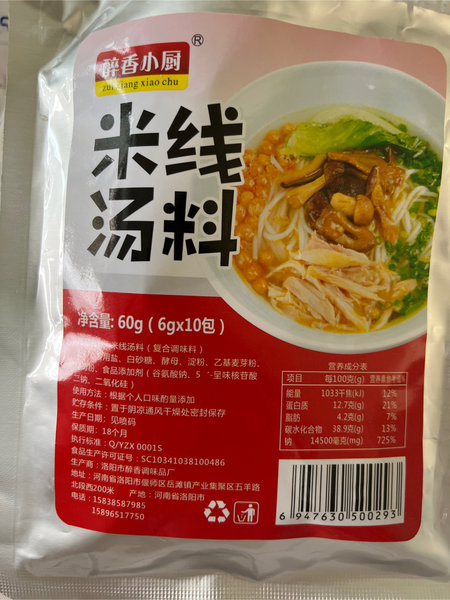 ®
醉香小厨
zui xiang xiao chu
米线
汤料
净含量: 60g ( 6g×10包 )
米线汤料 (复合调味料)
用盐、白砂糖、酵母、淀粉、乙基麦芽粉、
粉、食品添加剂 (谷氨酸钠、5´-呈味核苷酸
二钠、二氧化硅)
使用方法: 根据个人口味酌量添加
贮存条件: 置于阴凉通风干燥处密封保存
生产日期: 见喷码
保质期: 18个月
执行标准: Q/YZX 0001S
食品生产许可证号: SC10341038100486
生产商: 洛阳市醉香调味品厂
地址: 河南省洛阳市偃师区岳滩镇产业集聚区五羊路
北段西200米 产地: 河南省洛阳市
电话: 15838587985
15896517750
营养成分表
项目 每100克(g) 营养素参考值%
能量 1033千焦(kJ) 12%
蛋白质 12.7克(g) 21%
脂肪 4.2克(g) 7%
碳水化合物 38.9克(g) 13%
钠 14500毫克(mg) 725%
6 947630 500293